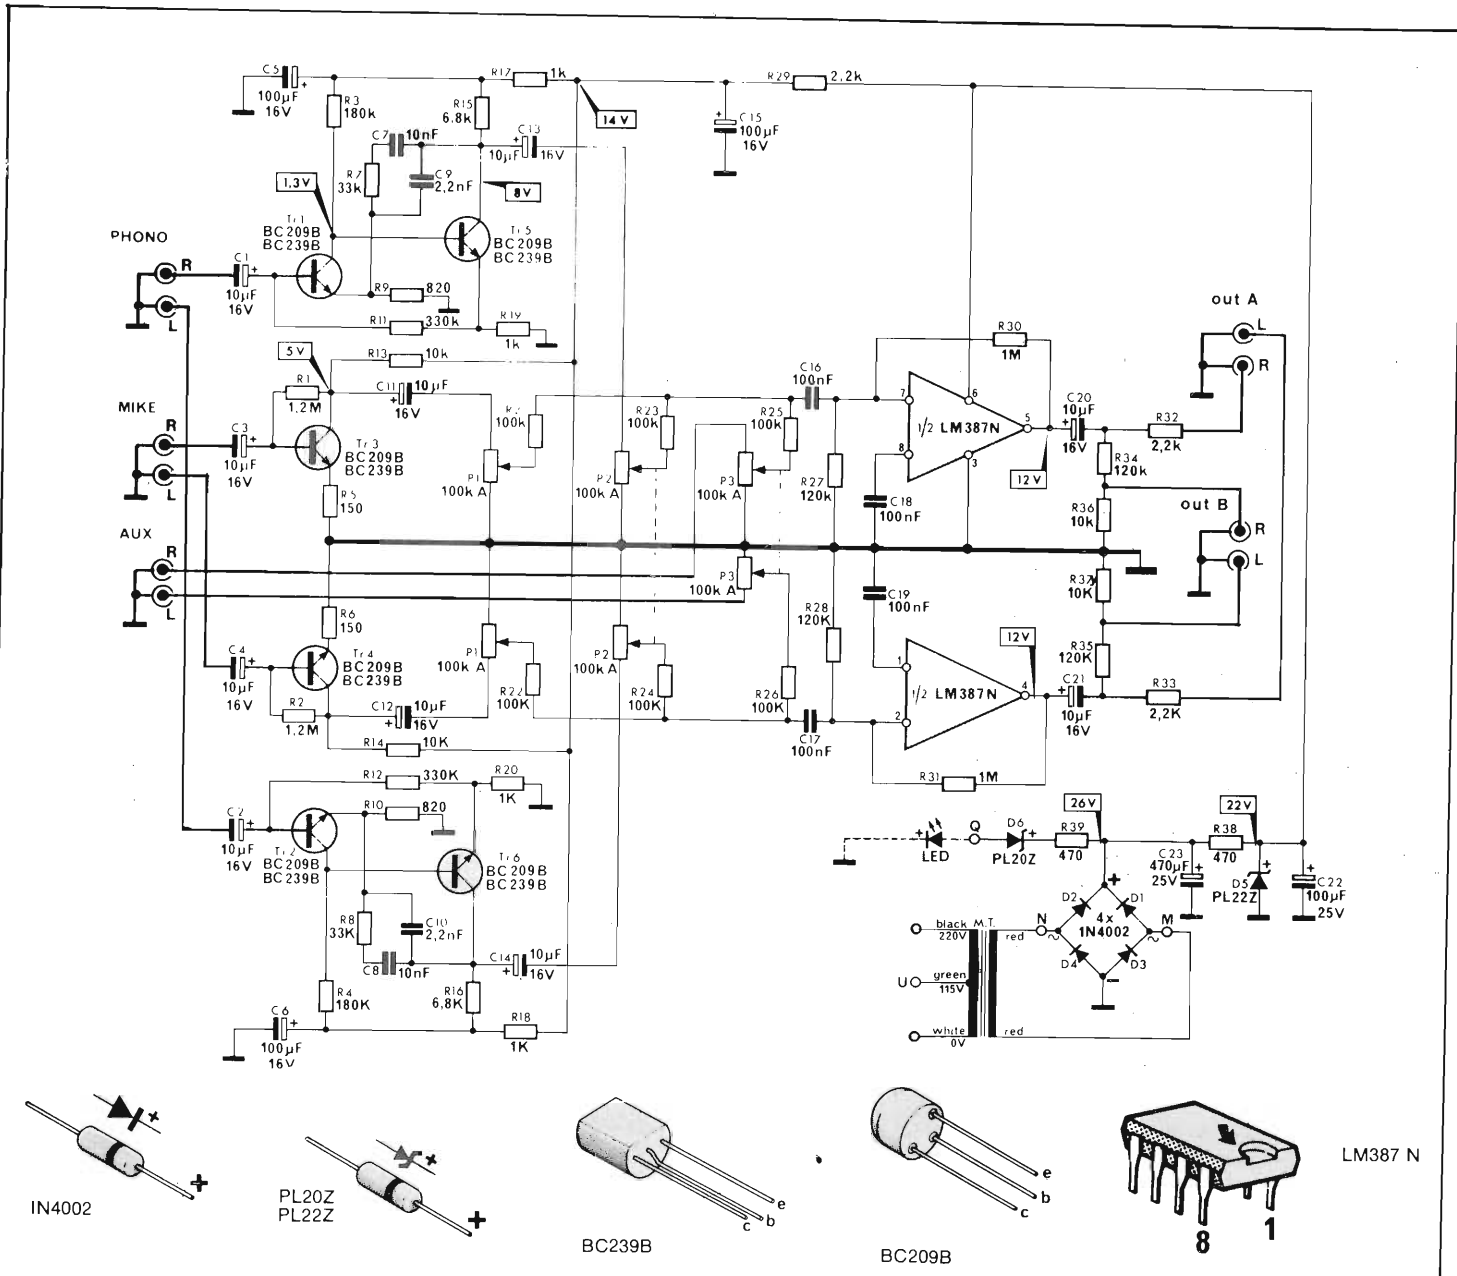 C5
100µF
16V
R3
180k
R17
1k
R15
6.8k
14V
R29
2,2k
C15
100µF
16V
C7
10nF
C13
10µF
16V
R7
33k
C9
2,2nF
1.3V
8V
Tr1
BC209B
BC239B
Tr5
BC209B
BC239B
PHONO
R
L
C1
10µF
16V
R9
820
R11
330k
R19
1k
R13
10k
5V
R1
1,2M
C11
10µF
16V
MIKE
R
L
C3
10µF
16V
Tr3
BC209B
BC239B
R5
150
100k
P1
100k A
R23
100k
P2
100k A
R25
100k
P3
100k A
C16
100nF
R27
120k
R30
1M
7
6
1/2 LM387N
5
8
3
12V
C18
100nF
C20
10µF
16V
R32
2,2k
R34
120k
R36
10k
out A
L
R
out B
R
L
AUX
R
L
P3
100k A
C19
100nF
R37
10K
R28
120K
R35
120K
R6
150
Tr4
BC209B
BC239B
C4
10µF
16V
R2
1.2M
C12
10µF
16V
P1
100k A
R22
100K
P2
100k A
R24
100K
R26
100K
C17
100nF
1
1/2 LM387N
4
2
12V
C21
10µF
16V
R33
2,2K
R31
1M
R14
10K
R12
330K
R20
1K
R10
820
C2
10µF
16V
Tr2
BC209B
BC239B
Tr6
BC209B
BC239B
R8
33K
C10
2,2nF
C8
10nF
C14
10µF
16V
R4
180K
R16
6,8K
R18
1K
C6
100µF
16V
LED
Q
D6
PL20Z
R39
470
26V
C23
470µF
25V
R38
470
22V
D5
PL22Z
C22
100µF
25V
D2
D1
4x
1N4002
D4
D3
N
M
black
220V
M.T.
red
U
green
115V
white
0V
red
IN4002
PL20Z
PL22Z
e
b
c
BC239B
e
b
c
BC209B
8
1
LM387 N